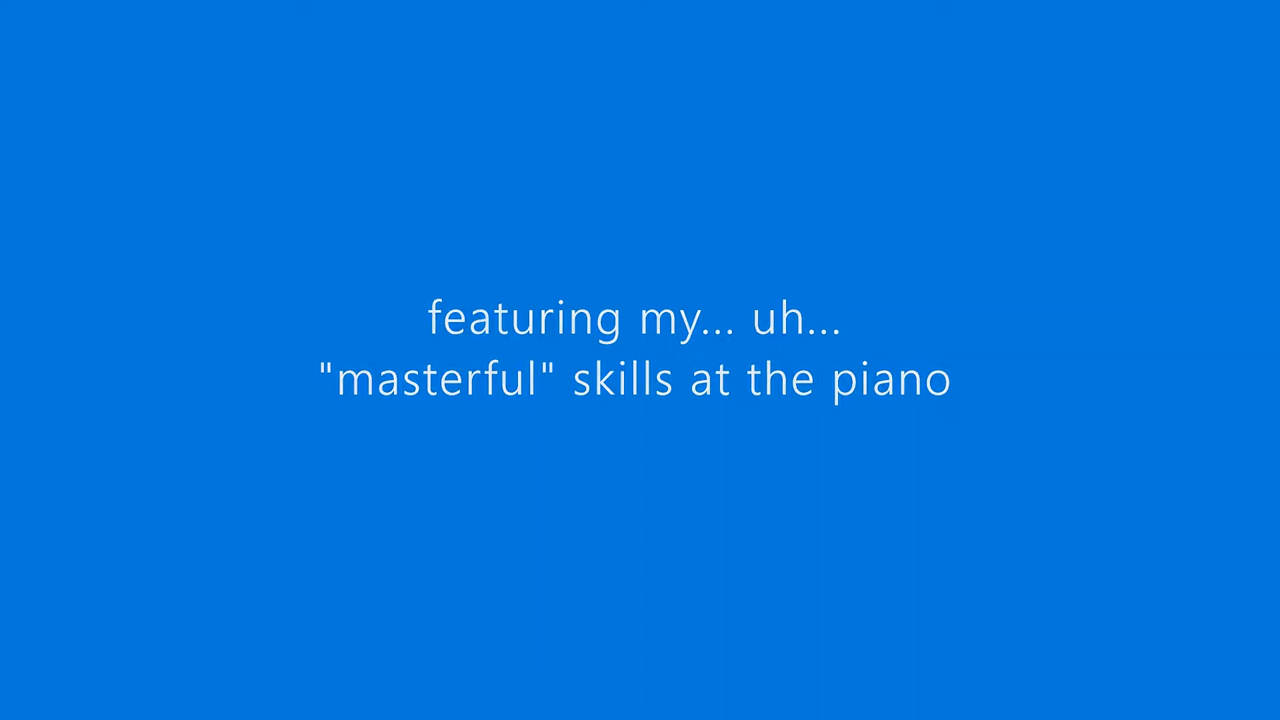 featuring my... uh...
"masterful" skills at the piano